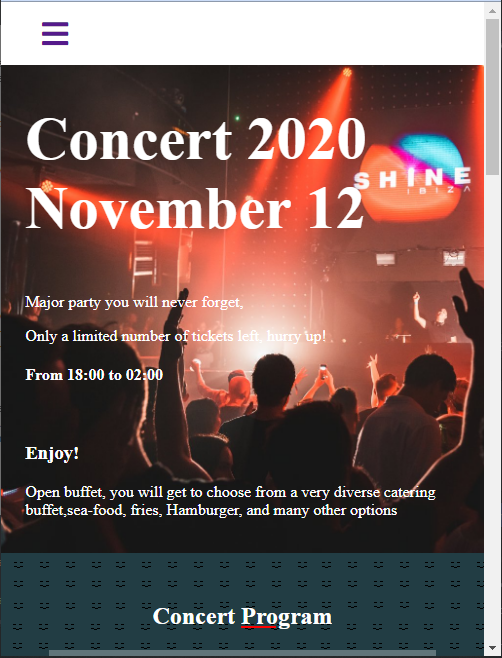 Concert 2020
November 12
SHINE
IBIZA
Major party you will never forget,
Only a limited number of tickets left, hurry up!
From 18:00 to 02:00
Enjoy!
Open buffet, you will get to choose from a very diverse catering
buffet,sea-food, fries, Hamburger, and many other options
Concert Program